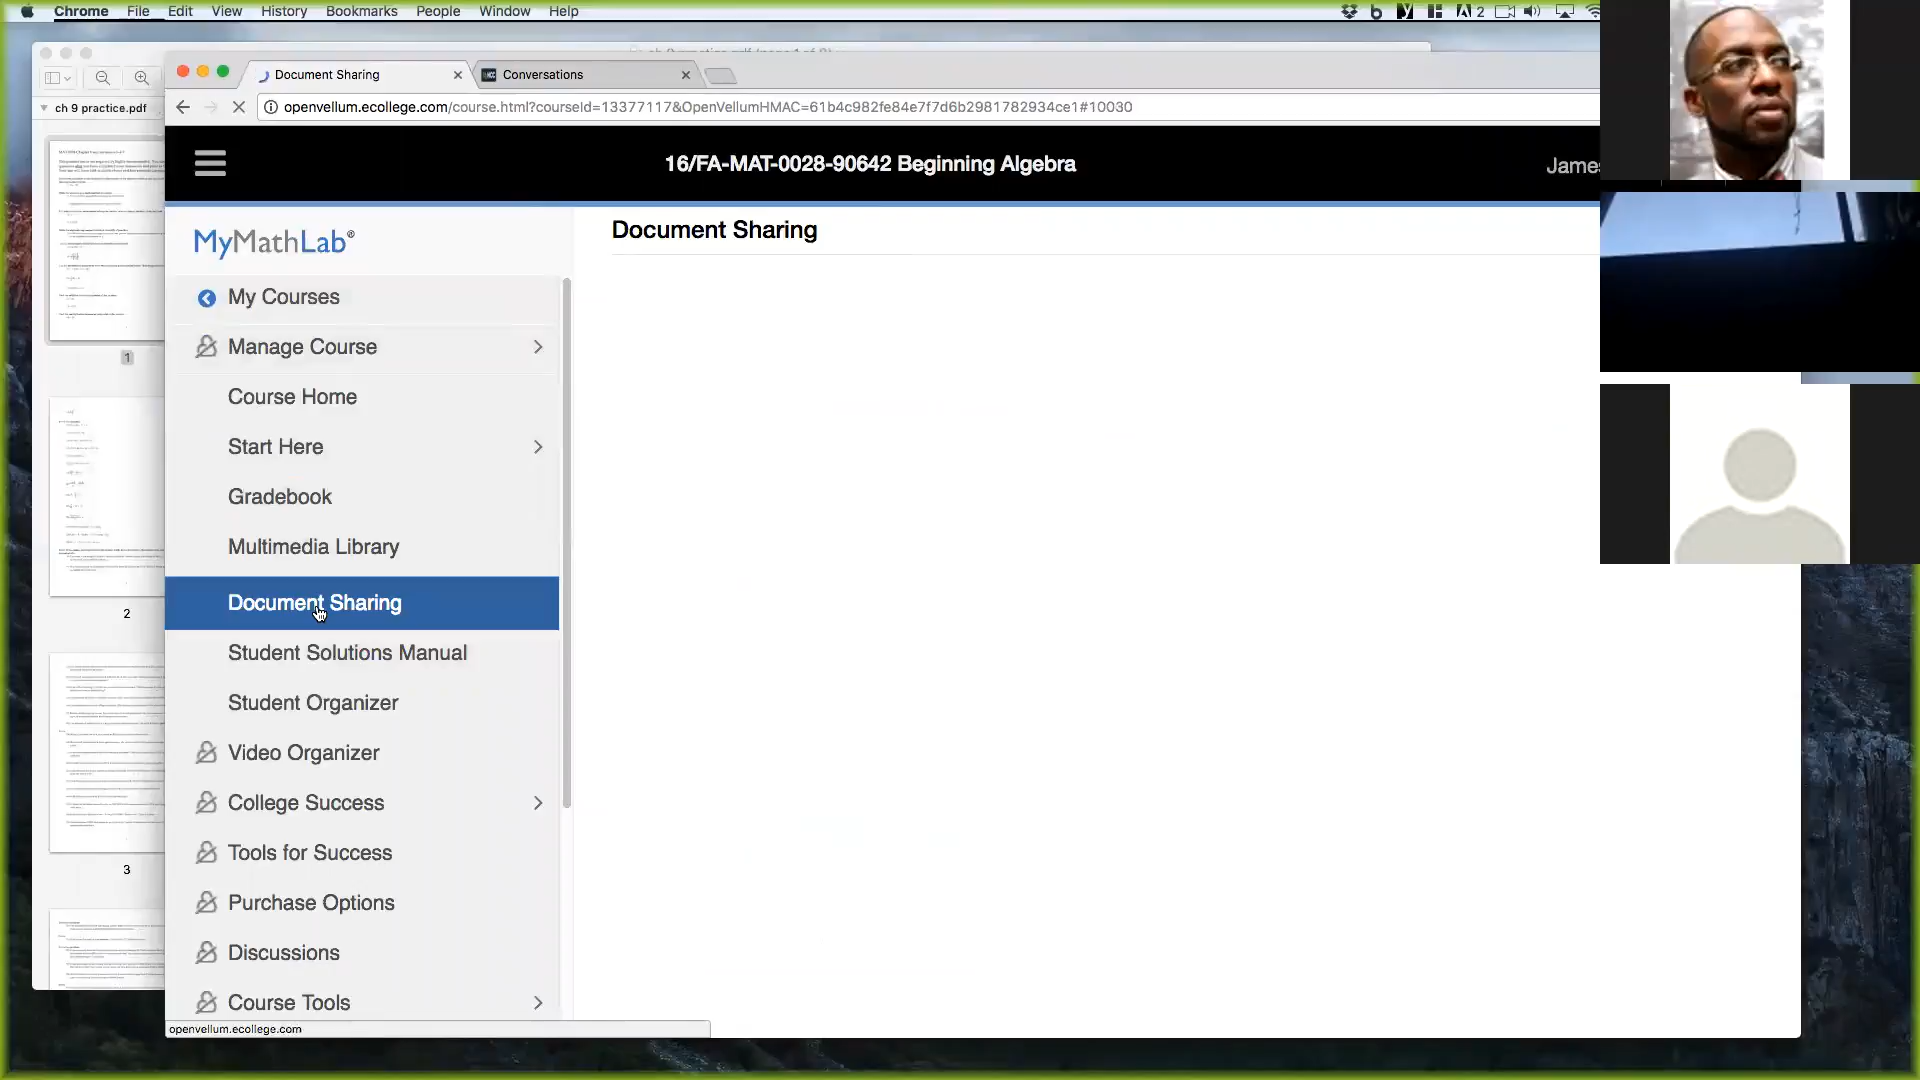 Chrome File Edit View History Bookmarks People Window Help
2
ch 9 practice.pdf
Document Sharing
Conversations
openvellum.ecollege.com/course.html?courseId=13377117&OpenVellumHMAC=61b4c982fe84e7f7d6b2981782934ce1#10030
16/FA-MAT-0028-90642 Beginning Algebra
James
MyMathLab®
Document Sharing
My Courses
Manage Course
Course Home
Start Here
Gradebook
Multimedia Library
Document Sharing
Student Solutions Manual
Student Organizer
Video Organizer
College Success
Tools for Success
Purchase Options
Discussions
Course Tools
openvellum.ecollege.com
1
2
3